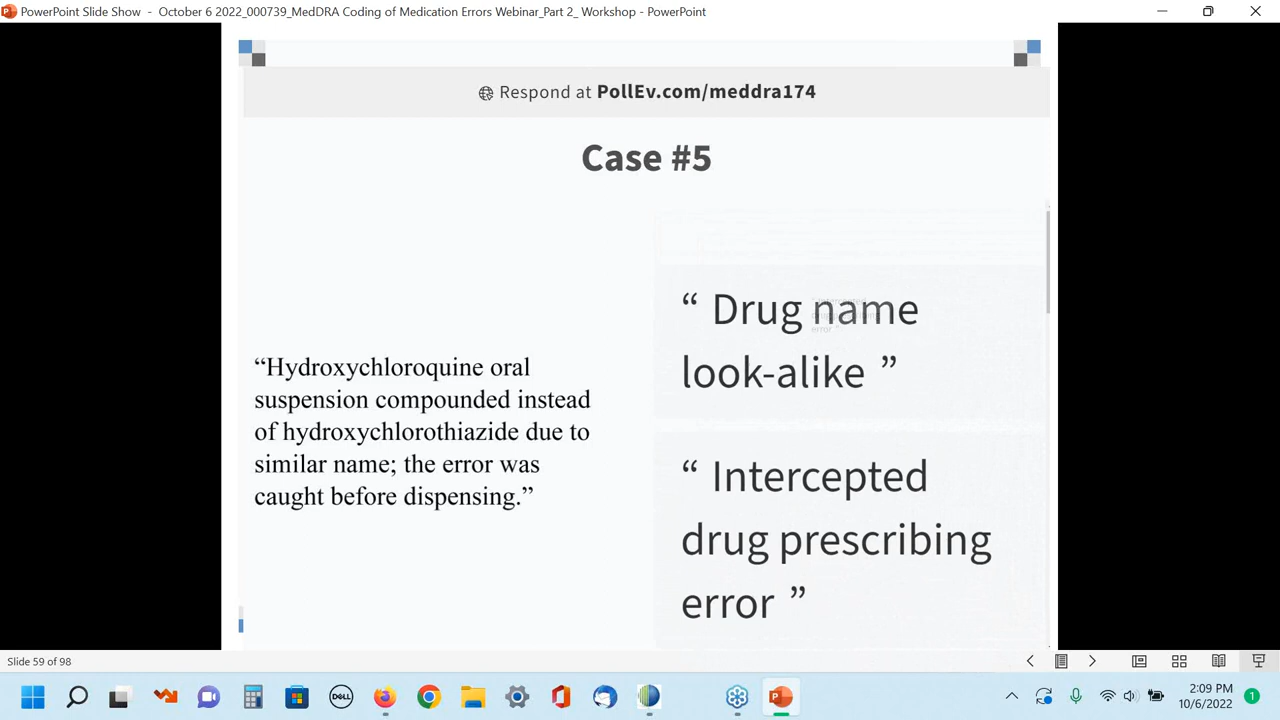 PowerPoint Slide Show - October 6 2022_000739_MedDRA Coding of Medication Errors Webinar_Part 2_ Workshop - PowerPoint
Respond at PollEv.com/meddra174
Case #5
“Hydroxychloroquine oral
suspension compounded instead
of hydroxychlorothiazide due to
similar name; the error was
caught before dispensing.”
“ Drug name
look-alike ”
“ Intercepted
drug prescribing
error ”
Slide 59 of 98
DELL
2:09 PM
10/6/2022
1